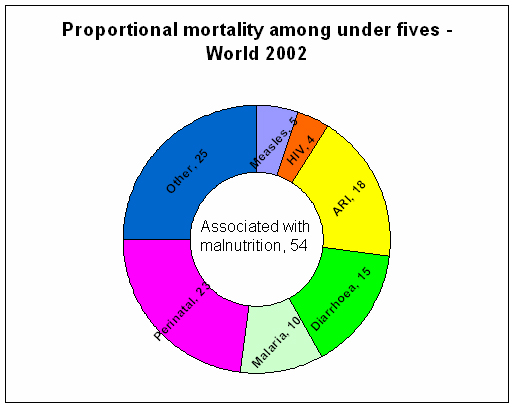 Proportional mortality among under fives -
World 2002
Measles, 5
HIV, 4
ARI, 18
Diarrhoea, 15
Malaria, 10
Perinatal, 23
Other, 25
Associated with
malnutrition, 54